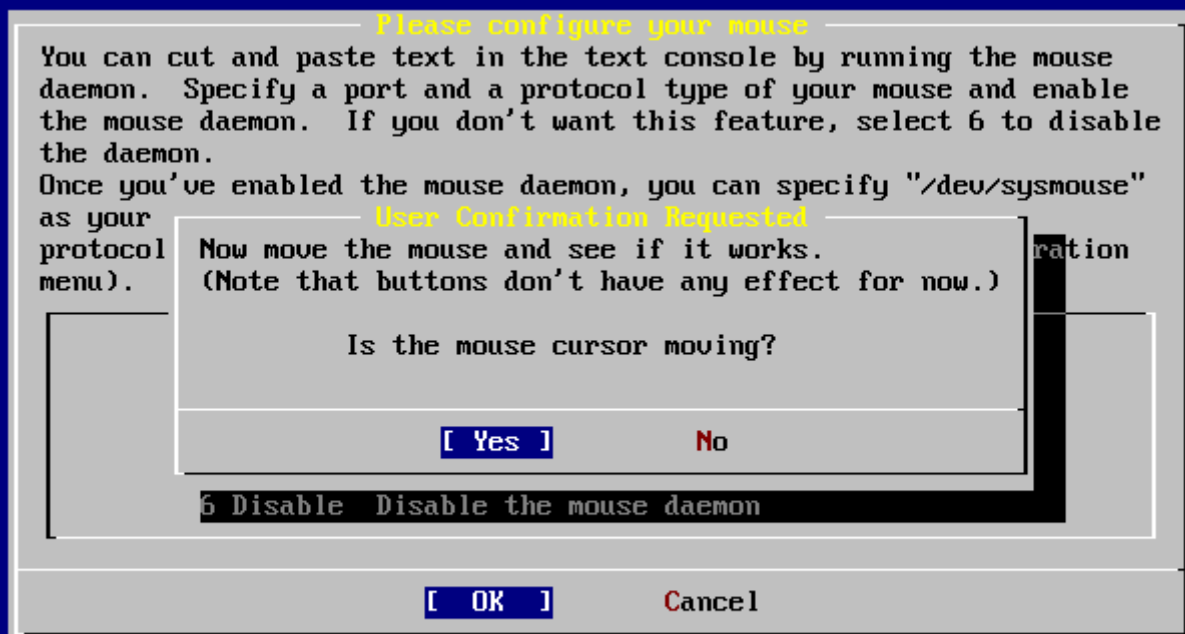 Please configure your mouse
You can cut and paste text in the text console by running the mouse
daemon.  Specify a port and a protocol type of your mouse and enable
the mouse daemon.  If you don't want this feature, select 6 to disable
the daemon.
Once you've enabled the mouse daemon, you can specify "/dev/sysmouse"
as your
protocol ration
menu).
User Confirmation Requested
Now move the mouse and see if it works.
(Note that buttons don't have any effect for now.)
Is the mouse cursor moving?
[ Yes ] No
6 Disable  Disable the mouse daemon
[ OK ] Cancel